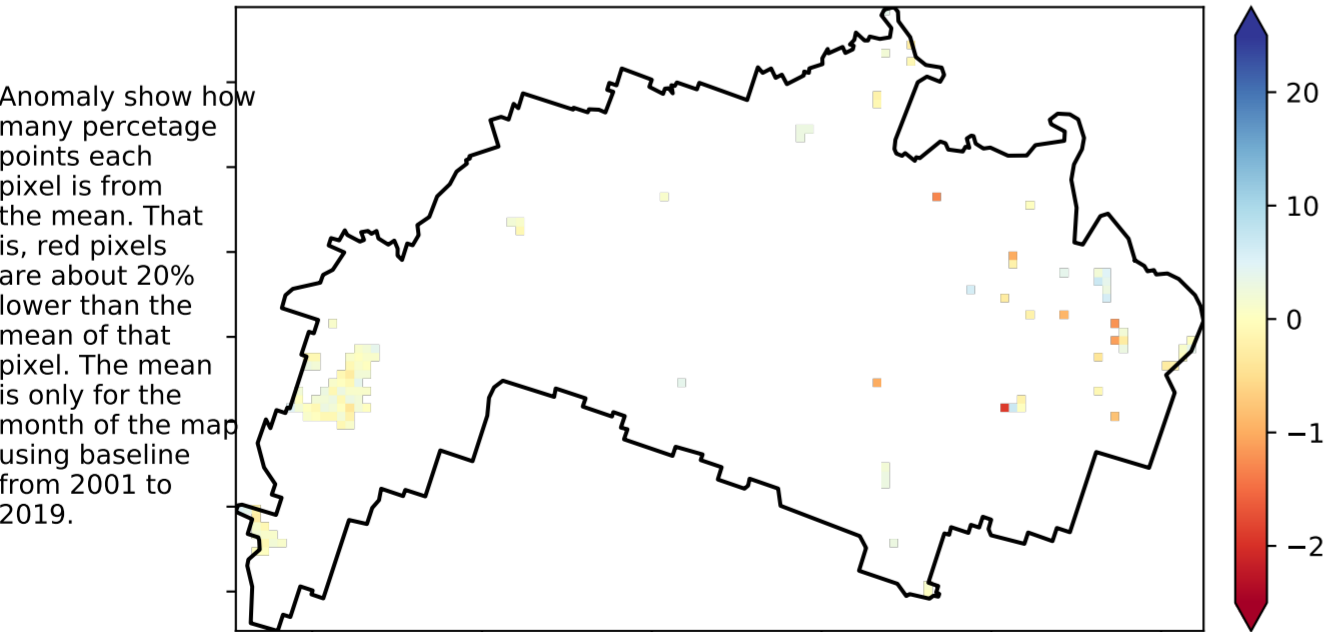 Anomaly show how
many percetage
points each
pixel is from
the mean. That
is, red pixels
are about 20%
lower than the
mean of that
pixel. The mean
is only for the
month of the map
using baseline
from 2001 to
2019.
20
10
0
−1
−2